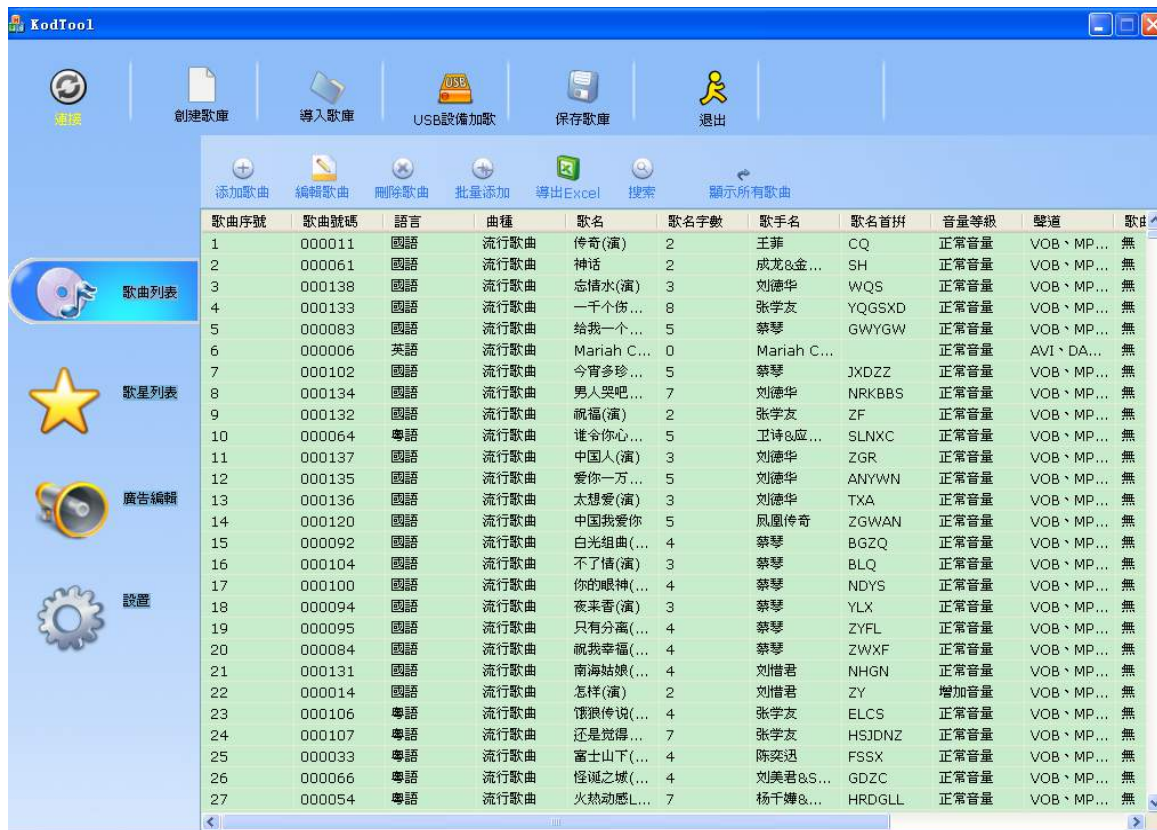 KodTool
連接 創建歌庫 導入歌庫 USB設備加歌 保存歌庫 退出
添加歌曲 編輯歌曲 刪除歌曲 批量添加 導出Excel 搜索 顯示所有歌曲
歌曲列表
歌星列表
廣告編輯
設置
歌曲序號 歌曲號碼 語言 曲種 歌名 歌名字數 歌手名 歌名首拼 音量等級 聲道 歌曲
1 000011 國語 流行歌曲 传奇(演) 2 王菲 CQ 正常音量 VOB、MP... 無
2 000061 國語 流行歌曲 神话 2 成龙&金... SH 正常音量 VOB、MP... 無
3 000138 國語 流行歌曲 忘情水(演) 3 刘德华 WQS 正常音量 VOB、MP... 無
4 000133 國語 流行歌曲 一千个伤... 8 张学友 YQGSXD 正常音量 VOB、MP... 無
5 000083 國語 流行歌曲 给我一个... 5 蔡琴 GWYGW 正常音量 VOB、MP... 無
6 000006 英語 流行歌曲 Mariah C... 0 Mariah C... 正常音量 AVI、DA... 無
7 000102 國語 流行歌曲 今宵多珍... 5 蔡琴 JXDZZ 正常音量 VOB、MP... 無
8 000134 國語 流行歌曲 男人哭吧... 7 刘德华 NRKBBS 正常音量 VOB、MP... 無
9 000132 國語 流行歌曲 祝福(演) 2 张学友 ZF 正常音量 VOB、MP... 無
10 000064 粵語 流行歌曲 谁令你心... 5 卫诗&应... SLNXC 正常音量 VOB、MP... 無
11 000137 國語 流行歌曲 中国人(演) 3 刘德华 ZGR 正常音量 VOB、MP... 無
12 000135 國語 流行歌曲 爱你一万... 5 刘德华 ANYWN 正常音量 VOB、MP... 無
13 000136 國語 流行歌曲 太想爱(演) 3 刘德华 TXA 正常音量 VOB、MP... 無
14 000120 國語 流行歌曲 中国我爱你 5 凤凰传奇 ZGWAN 正常音量 VOB、MP... 無
15 000092 國語 流行歌曲 白光组曲(... 4 蔡琴 BGZQ 正常音量 VOB、MP... 無
16 000104 國語 流行歌曲 不了情(演) 3 蔡琴 BLQ 正常音量 VOB、MP... 無
17 000100 國語 流行歌曲 你的眼神(... 4 蔡琴 NDYS 正常音量 VOB、MP... 無
18 000094 國語 流行歌曲 夜来香(演) 3 蔡琴 YLX 正常音量 VOB、MP... 無
19 000095 國語 流行歌曲 只有分离(... 4 蔡琴 ZYFL 正常音量 VOB、MP... 無
20 000084 國語 流行歌曲 祝我幸福(... 4 蔡琴 ZWXF 正常音量 VOB、MP... 無
21 000131 國語 流行歌曲 南海姑娘(... 4 刘惜君 NHGN 正常音量 VOB、MP... 無
22 000014 國語 流行歌曲 怎样(演) 2 刘惜君 ZY 增加音量 VOB、MP... 無
23 000106 粵語 流行歌曲 饿狼传说(... 4 张学友 ELCS 正常音量 VOB、MP... 無
24 000107 粵語 流行歌曲 还是觉得... 7 张学友 HSJDNZ 正常音量 VOB、MP... 無
25 000033 粵語 流行歌曲 富士山下(... 4 陈奕迅 FSSX 正常音量 VOB、MP... 無
26 000066 粵語 流行歌曲 怪诞之城(... 4 刘美君&S... GDZC 正常音量 VOB、MP... 無
27 000054 粵語 流行歌曲 火热动感L... 7 杨千嬅&... HRDGLL 正常音量 VOB、MP... 無